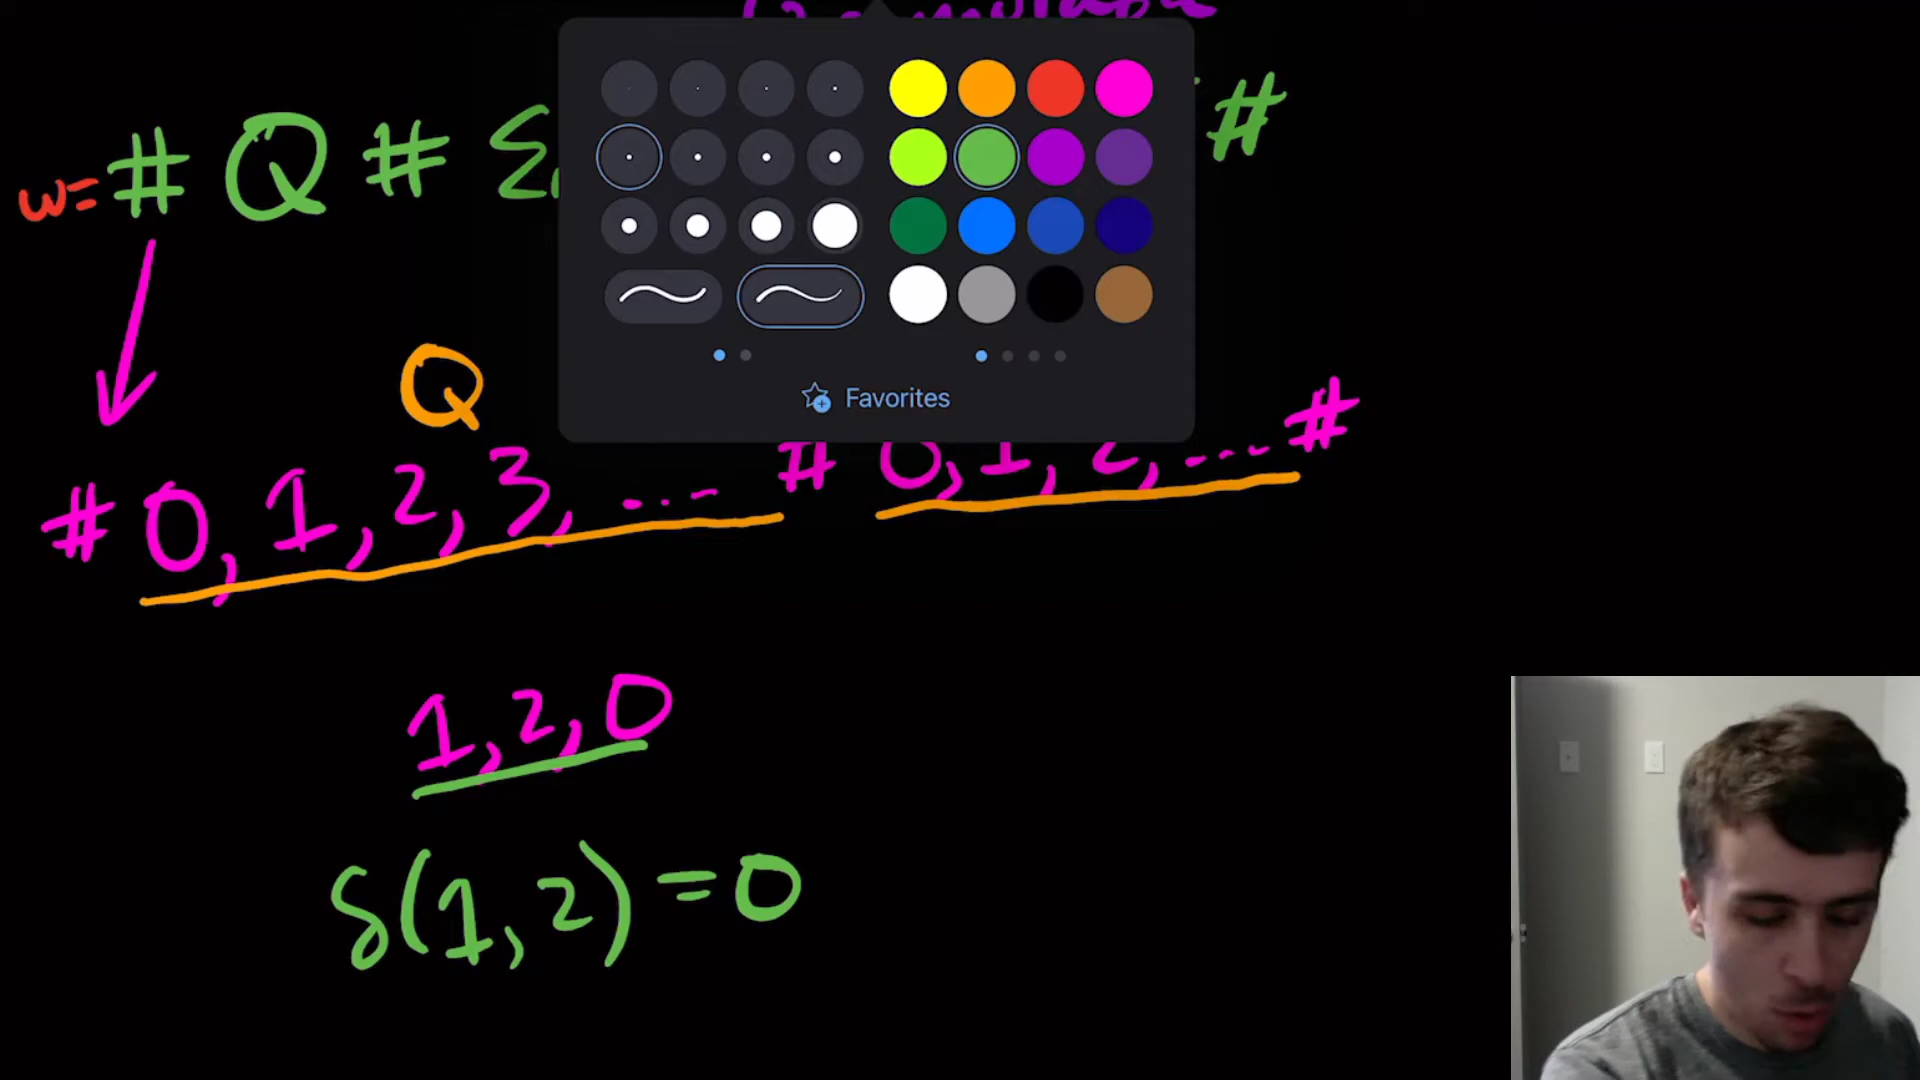 w= # Q # Σ #
Favorites
Q
# 0, 1, 2, 3, ... # 0, 1, 2, ... #
1, 2, 0
δ(1, 2) = 0